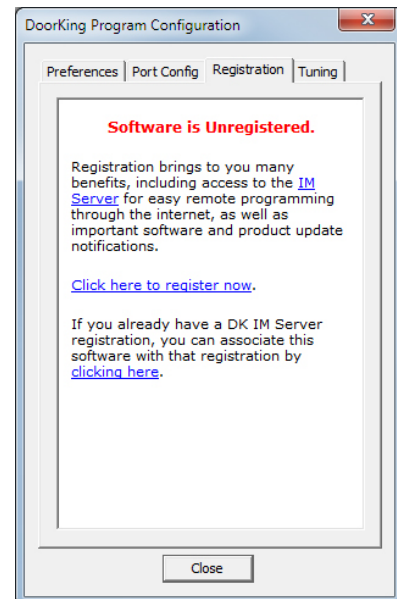 DoorKing Program Configuration
Preferences
Port Config
Registration
Tuning
Software is Unregistered.
Registration brings to you many
benefits, including access to the IM
Server for easy remote programming
through the internet, as well as
important software and product update
notifications.
Click here to register now.
If you already have a DK IM Server
registration, you can associate this
software with that registration by
clicking here.
Close